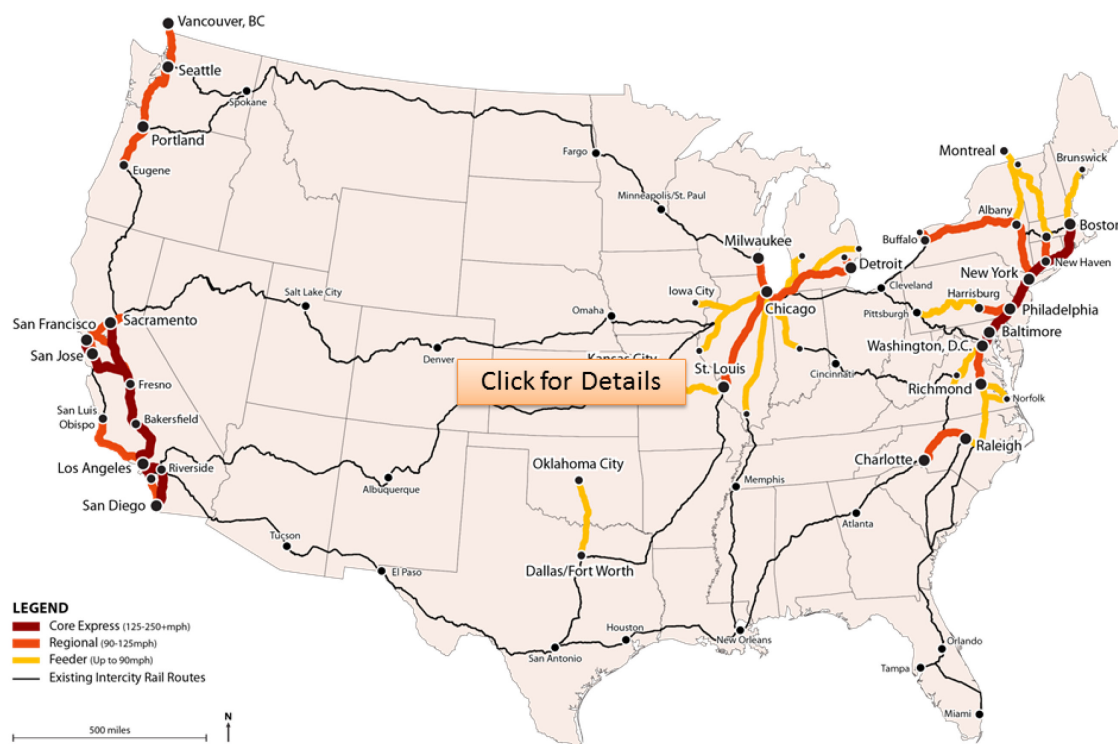 Vancouver, BC
Seattle
Spokane
Portland
Eugene
Fargo
Minneapolis/St. Paul
Montreal
Brunswick
Albany
Boston
Buffalo
Milwaukee
Detroit
New Haven
New York
Cleveland
Harrisburg
Iowa City
Salt Lake City
Chicago
Pittsburgh
Philadelphia
Omaha
San Francisco
Sacramento
Baltimore
San Jose
Denver
Washington, D.C.
Kansas City
St. Louis
Cincinnati
Click for Details
Fresno
Richmond
Norfolk
San Luis
Obispo
Bakersfield
Raleigh
Los Angeles
Riverside
Oklahoma City
Charlotte
Albuquerque
Memphis
San Diego
Atlanta
Tucson
El Paso
Dallas/Fort Worth
LEGEND
Core Express (125-250+mph)
Regional (90-125mph)
Feeder (Up to 90mph)
Existing Intercity Rail Routes
Houston
New Orleans
San Antonio
Orlando
Tampa
Miami
500 miles
N